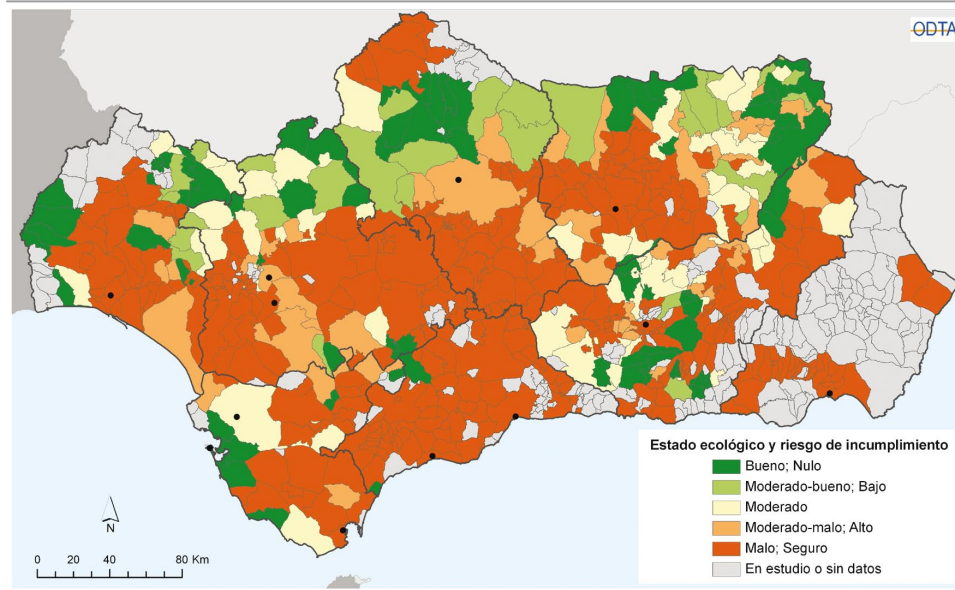 ODTA
Estado ecológico y riesgo de incumplimiento
Bueno; Nulo
Moderado-bueno; Bajo
Moderado
Moderado-malo; Alto
Malo; Seguro
En estudio o sin datos
N
0 20 40 80 Km